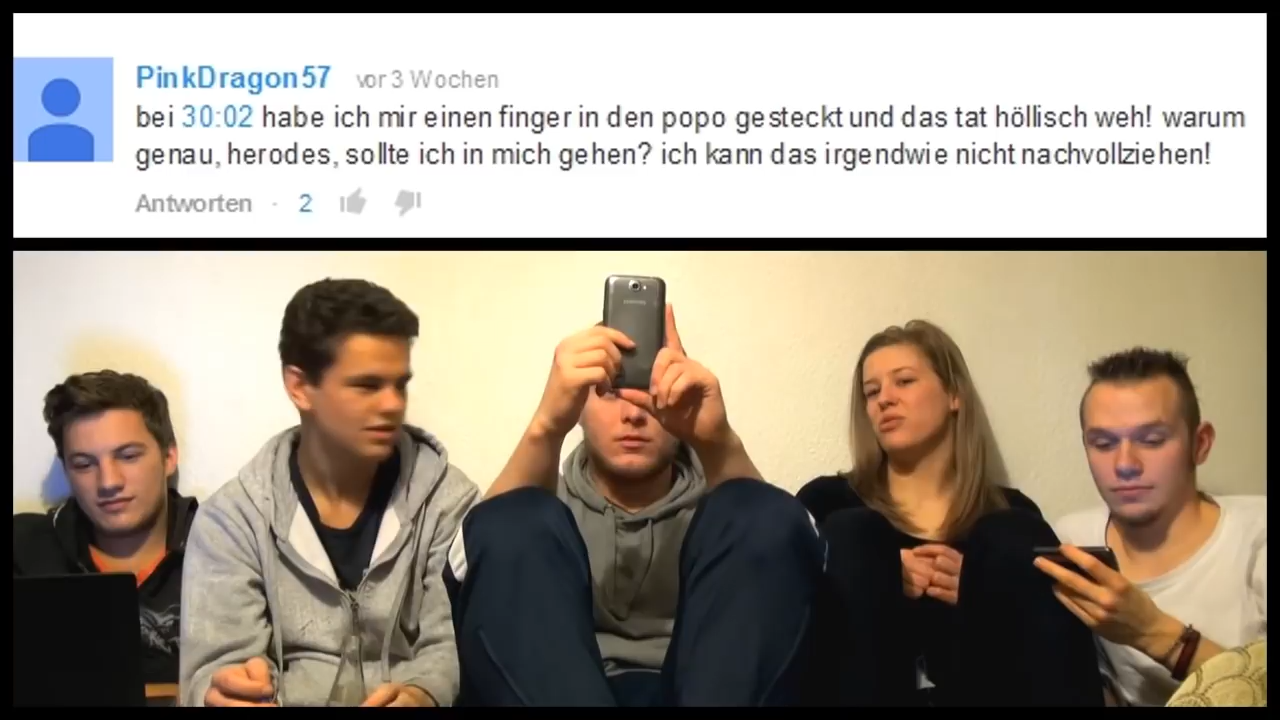 PinkDragon57 vor 3 Wochen
bei 30:02 habe ich mir einen finger in den popo gesteckt und das tat höllisch weh! warum
genau, herodes, sollte ich in mich gehen? ich kann das irgendwie nicht nachvollziehen!
Antworten · 2